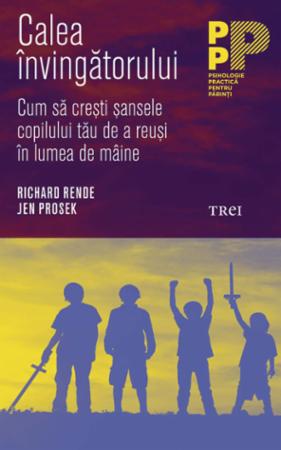 Calea
învingătorului
Cum să crești șansele
copilului tău de a reuși
în lumea de mâine
RICHARD RENDE
JEN PROSEK
P P
P
PSIHOLOGIE
PRACTICĂ
PENTRU
PĂRINȚI
TREI